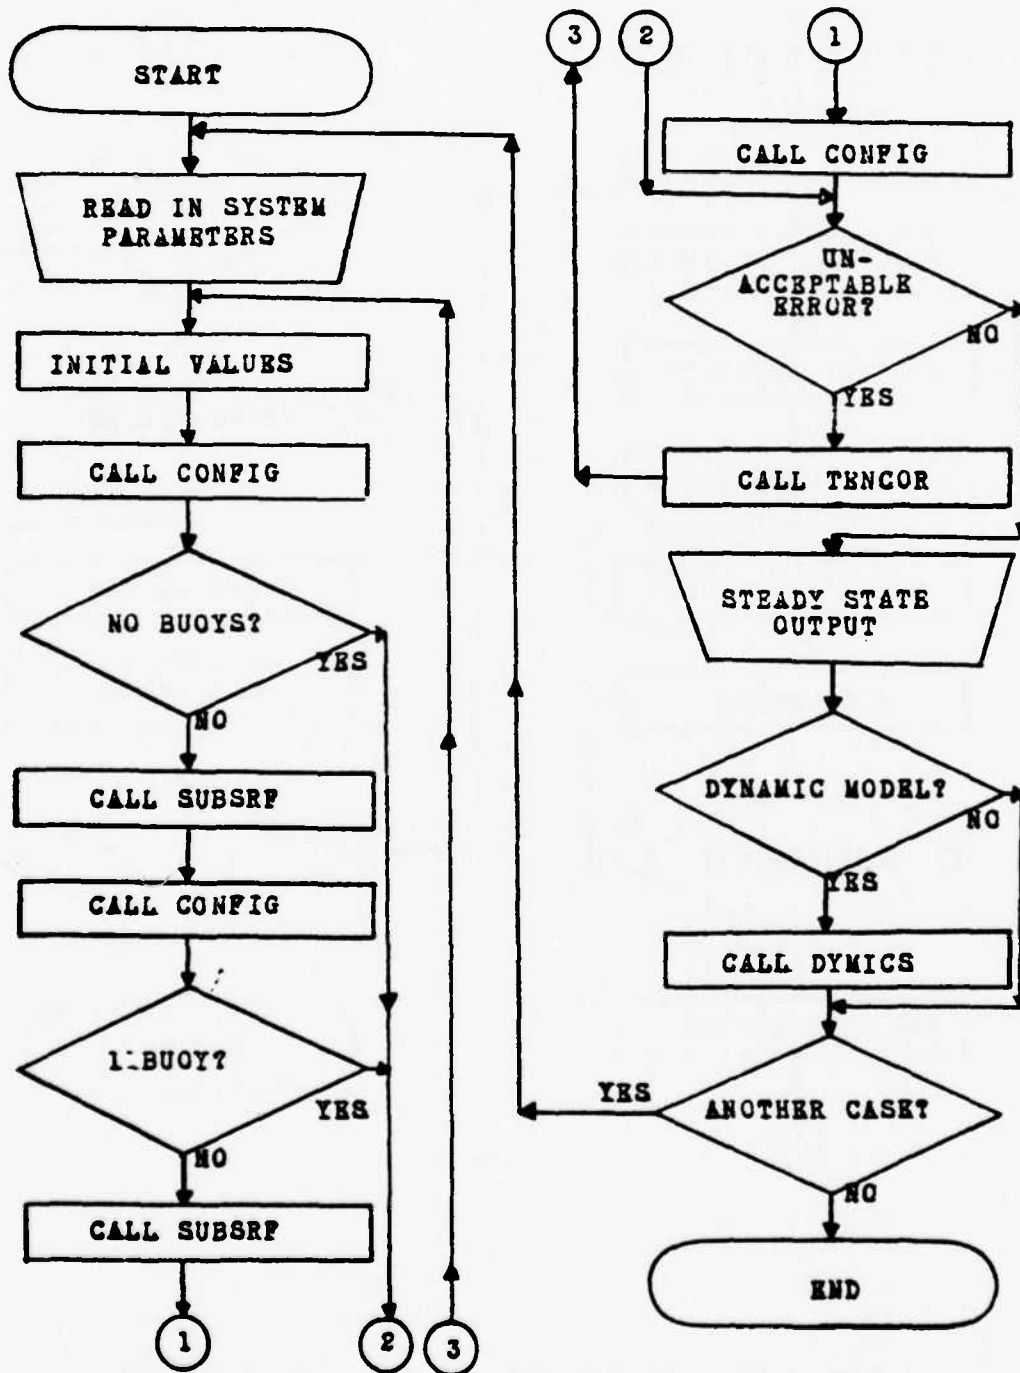 START
READ IN SYSTEM
PARAMETERS
INITIAL VALUES
CALL CONFIG
NO BUOYS?
YES
NO
CALL SUBSRF
CALL CONFIG
1 BUOY?
YES
NO
CALL SUBSRF
1
2
3
3
2
1
CALL CONFIG
UN-
ACCEPTABLE
ERROR?
NO
YES
CALL TENCOR
STEADY STATE
OUTPUT
DYNAMIC MODEL?
NO
YES
CALL DYMICS
YES
ANOTHER CASE?
NO
END